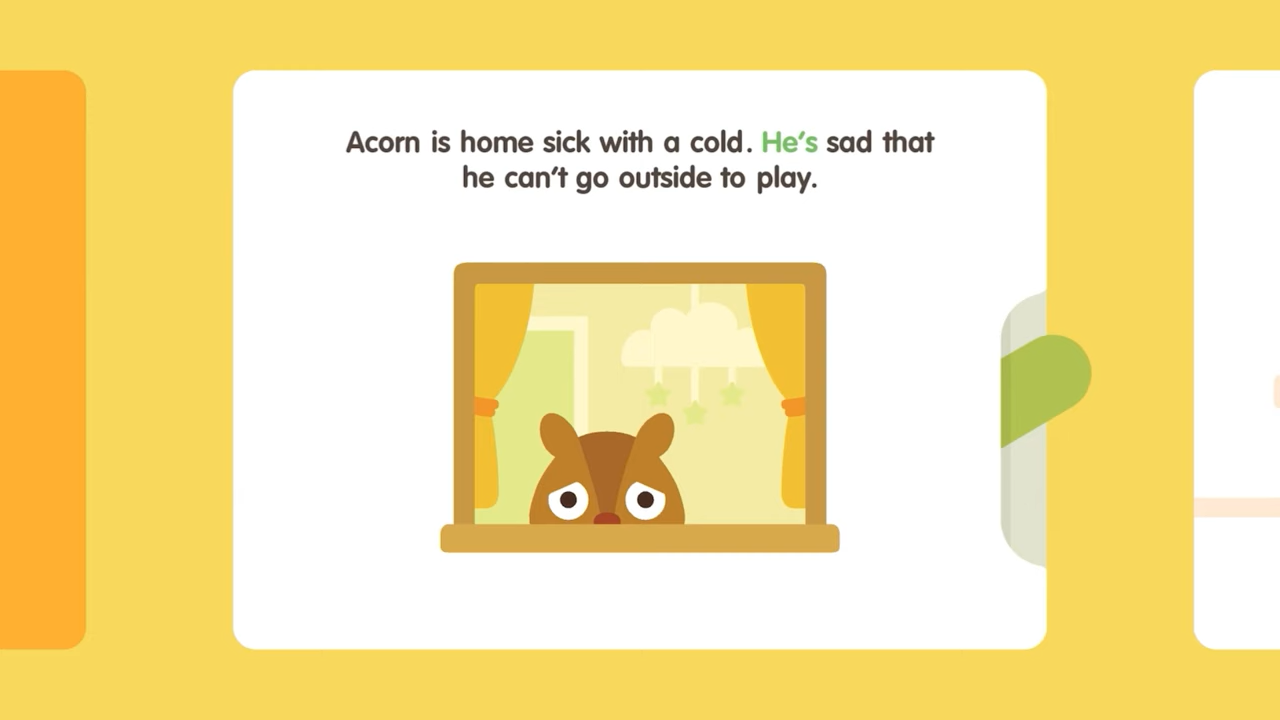 Acorn is home sick with a cold. He's sad that
he can't go outside to play.